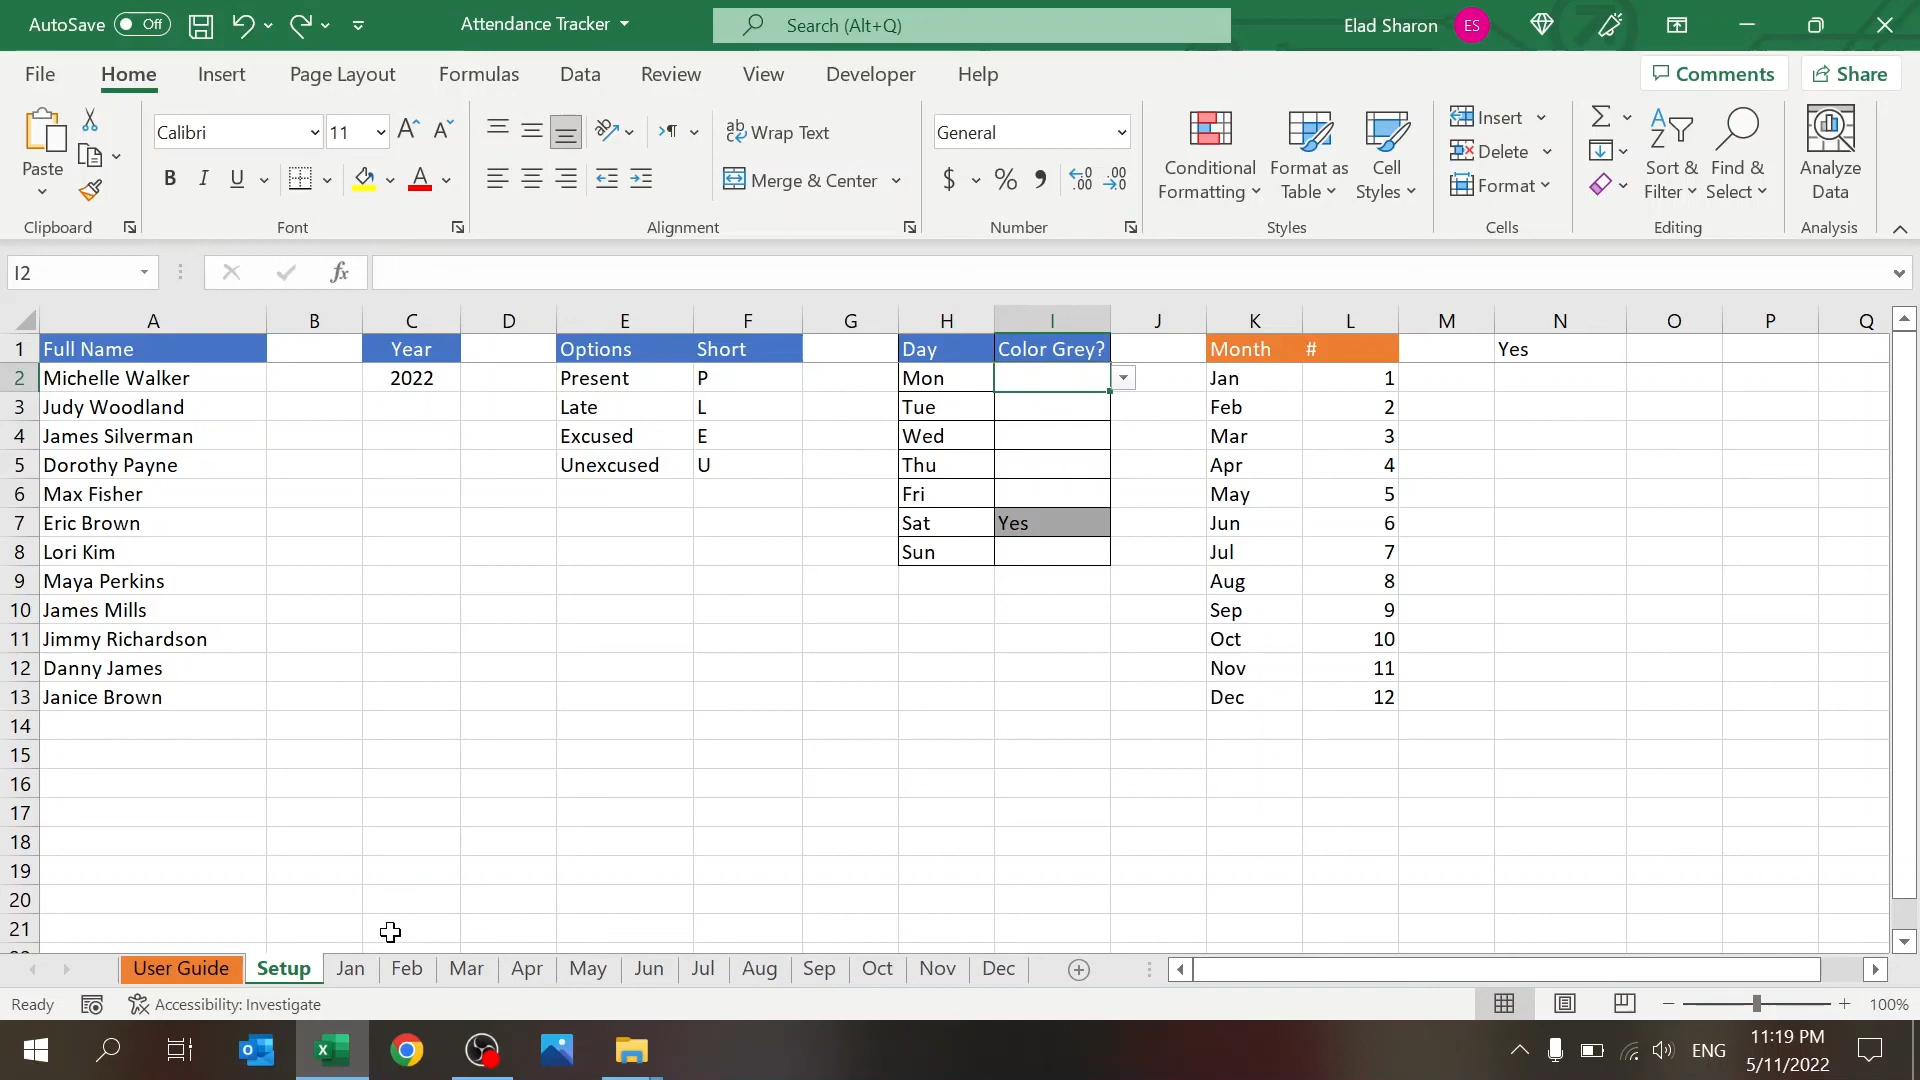 AutoSave Off Attendance Tracker Search (Alt+Q) Elad Sharon ES
File Home Insert Page Layout Formulas Data Review View Developer Help Comments Share
Paste
Calibri 11
B I U
Wrap Text
Merge & Center
General
$ % 9 .00
Conditional Formatting
Format as Table
Cell Styles
Insert
Delete
Format
Sort & Filter
Find & Select
Analyze Data
Clipboard Font Alignment Number Styles Cells Editing Analysis
I2 fx
A B C D E F G H I J K L M N O P Q
1 Full Name Year Options Short Day Color Grey? Month # Yes
2 Michelle Walker 2022 Present P Mon Jan 1
3 Judy Woodland Late L Tue Feb 2
4 James Silverman Excused E Wed Mar 3
5 Dorothy Payne Unexcused U Thu Apr 4
6 Max Fisher Fri May 5
7 Eric Brown Sat Yes Jun 6
8 Lori Kim Sun Jul 7
9 Maya Perkins Aug 8
10 James Mills Sep 9
11 Jimmy Richardson Oct 10
12 Danny James Nov 11
13 Janice Brown Dec 12
14
15
16
17
18
19
20
21
User Guide Setup Jan Feb Mar Apr May Jun Jul Aug Sep Oct Nov Dec
Ready Accessibility: Investigate 100%
ENG 11:19 PM
5/11/2022